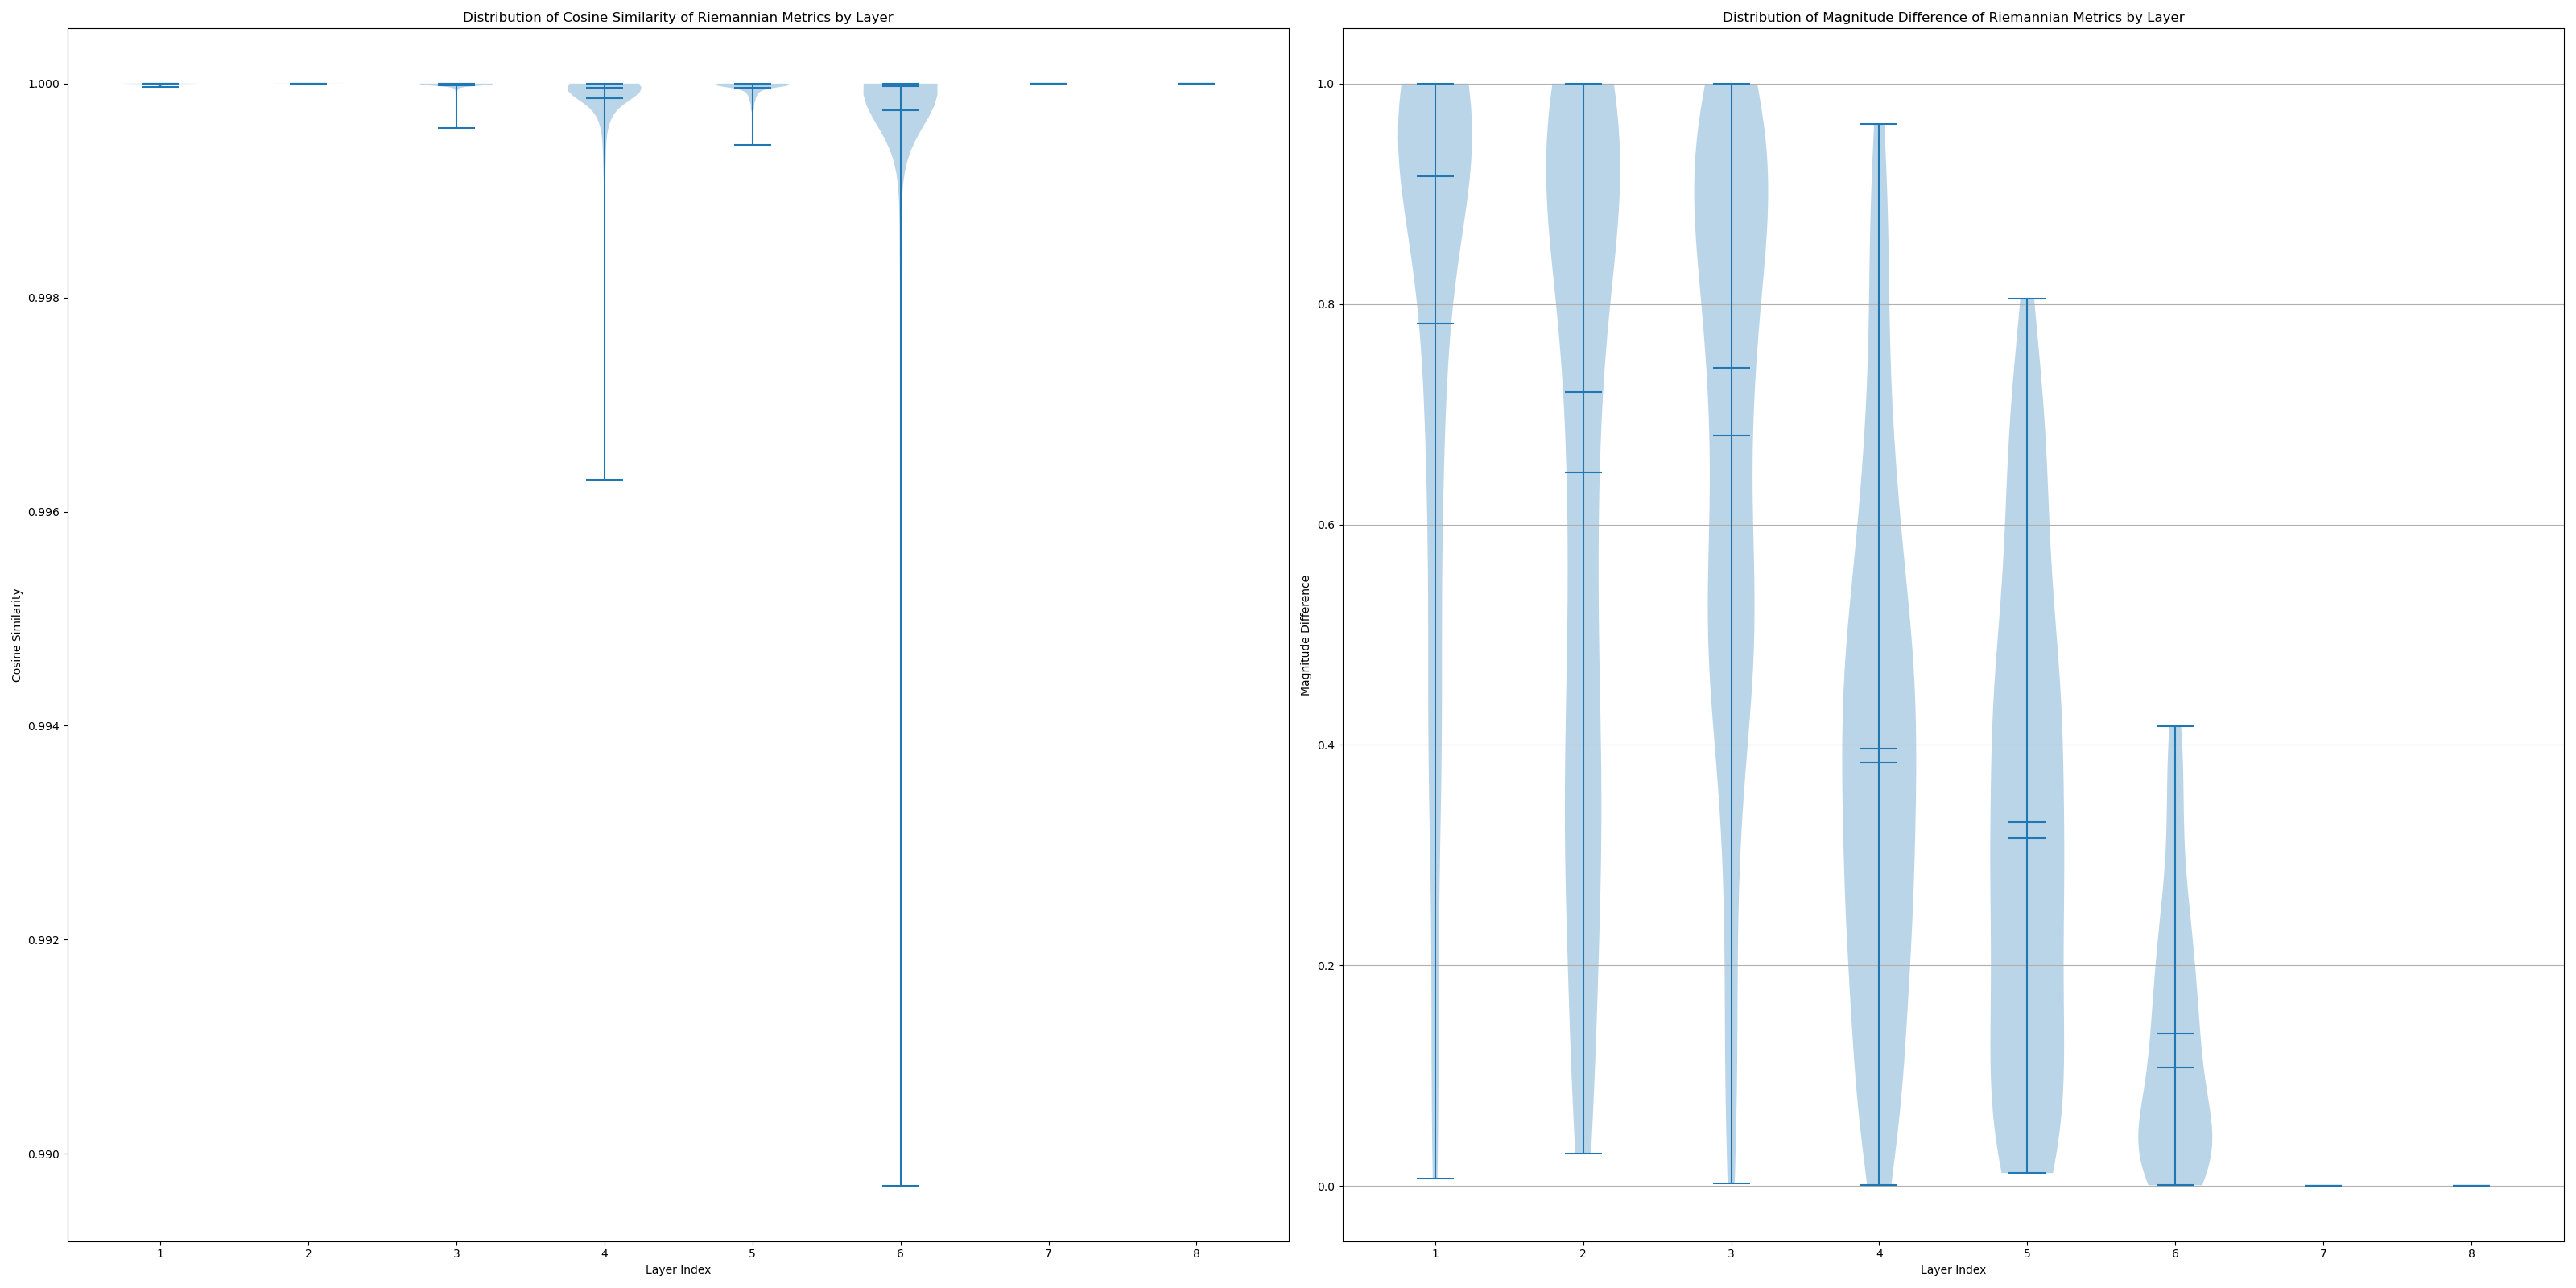 Distribution of Cosine Similarity of Riemannian Metrics by Layer
1.000
0.998
0.996
0.994
0.992
0.990
Cosine Similarity
1 2 3 4 5 6 7 8
Layer Index
Distribution of Magnitude Difference of Riemannian Metrics by Layer
1.0
0.8
0.6
0.4
0.2
0.0
Magnitude Difference
1 2 3 4 5 6 7 8
Layer Index